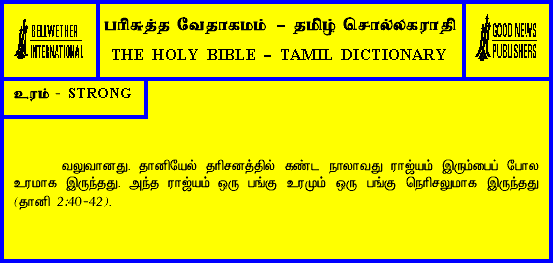 BELLWETHER
INTERNATIONAL
பரிசுத்த வேதாகமம் – தமிழ் சொல்லகராதி
THE HOLY BIBLE – TAMIL DICTIONARY
GOOD NEWS
PUBLISHERS
உரம் - STRONG
வலுவானது. தானியேல் தரிசனத்தில் கண்ட நாலாவது ராஜ்யம் இரும்பைப் போல
உரமாக இருந்தது. அந்த ராஜ்யம் ஒரு பங்கு உரமும் ஒரு பங்கு நெரிசலுமாக இருந்தது
(தானி 2:40-42).